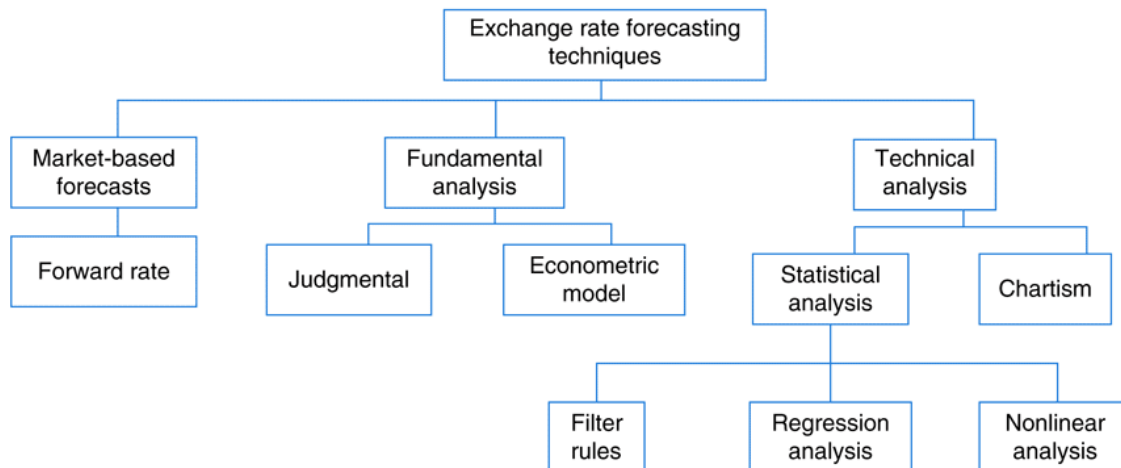 Exchange rate forecasting
techniques
Market-based
forecasts
Fundamental
analysis
Technical
analysis
Forward rate
Judgmental
Econometric
model
Statistical
analysis
Chartism
Filter
rules
Regression
analysis
Nonlinear
analysis